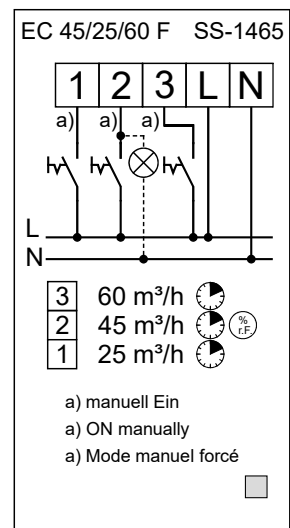 EC 45/25/60 F SS-1465
1 2 3 L N
a) a) a)
L
N
3 60 m³/h
2 45 m³/h % r.F.
1 25 m³/h
a) manuell Ein
a) ON manually
a) Mode manuel forcé